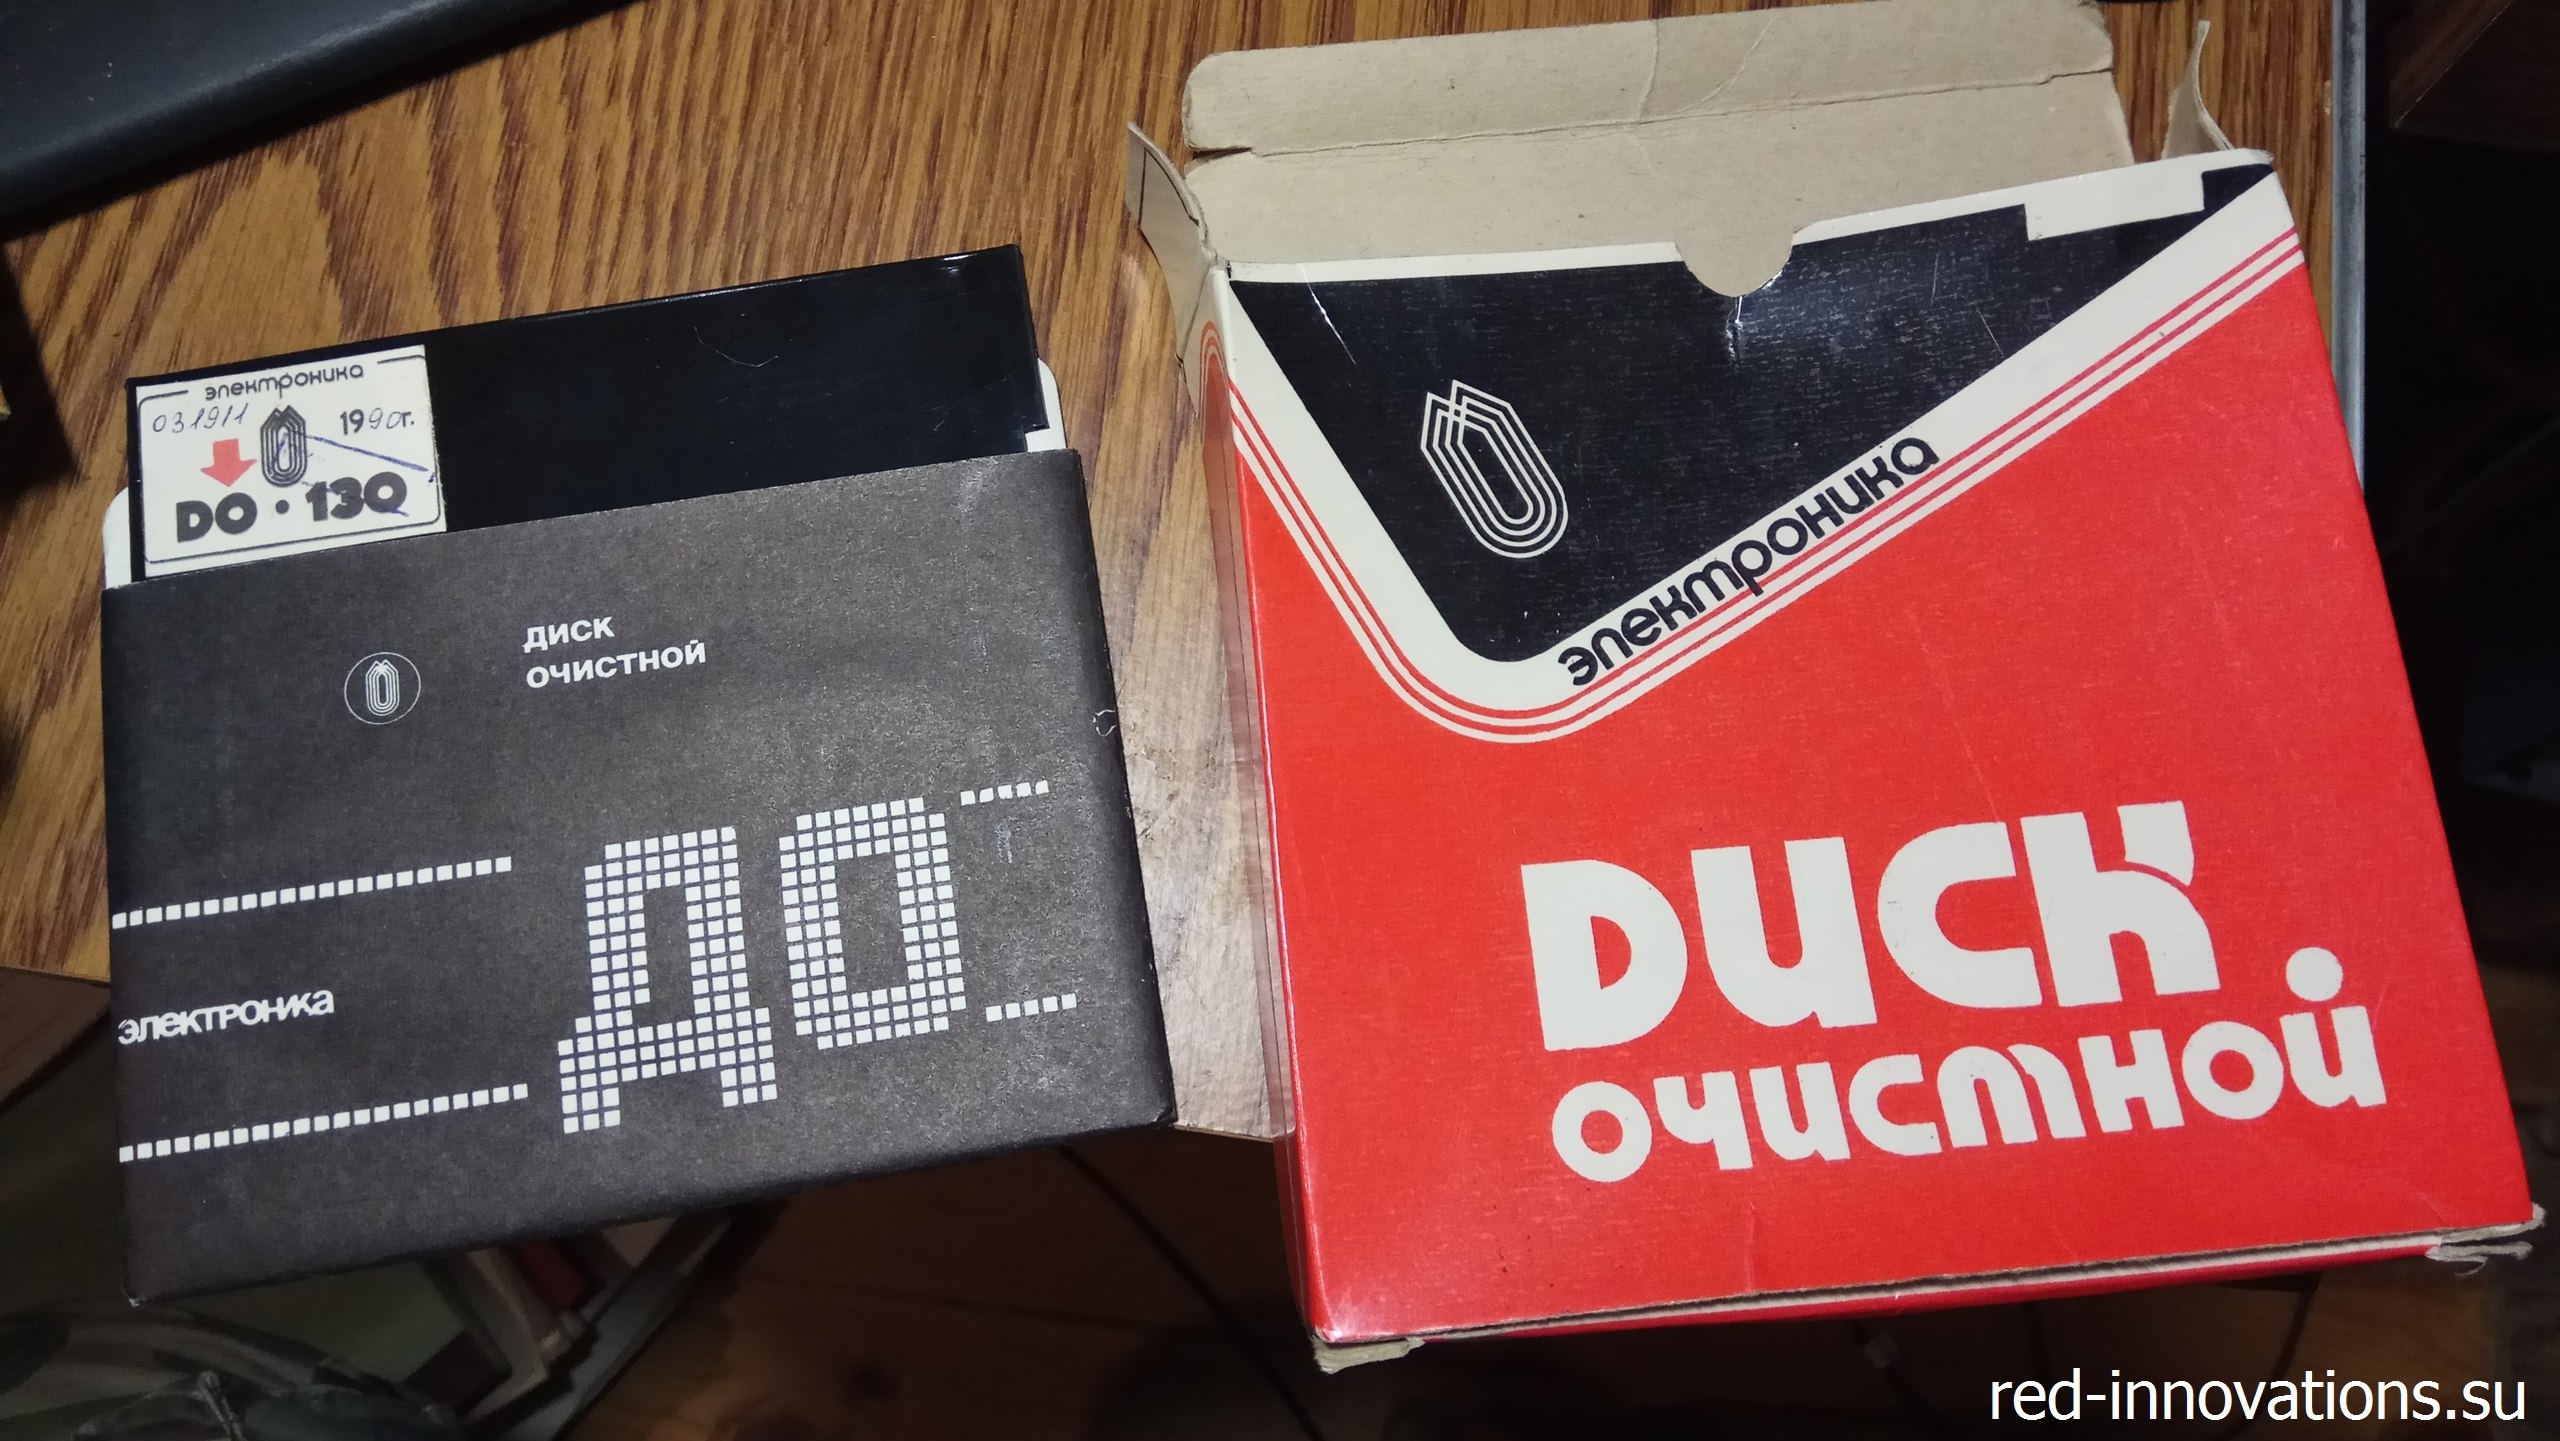 электроника
031911
1990г.
DO·130
диск
очистной
ДО
электроника
электроника
Диск
очистной
red-innovations.su